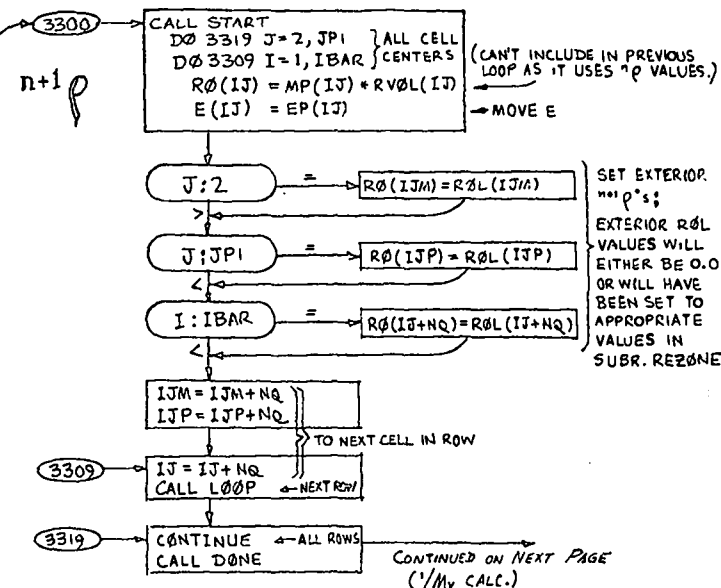 3300
CALL START
DØ 3319 J=2, JP1
DØ 3309 I=1, IBAR
ALL CELL
CENTERS
RØ(IJ) = MP(IJ) * RVØL(IJ)
E(IJ) = EP(IJ)
(CAN'T INCLUDE IN PREVIOUS
LOOP AS IT USES ⁿρ VALUES.)
MOVE E
n+1 ρ
J:2
=
RØ(IJM)=RØL(IJM)
>
J:JP1
=
RØ(IJP)=RØL(IJP)
<
I:IBAR
=
RØ(IJ+NQ)=RØL(IJ+NQ)
<
SET EXTERIOR
ⁿ⁺¹ρ's;
EXTERIOR RØL
VALUES WILL
EITHER BE 0.0
OR WILL HAVE
BEEN SET TO
APPROPRIATE
VALUES IN
SUBR. REZONE
IJM=IJM+NQ
IJP=IJP+NQ
TO NEXT CELL IN ROW
3309
IJ=IJ+NQ
CALL LØØP
NEXT ROW
3319
CØNTINUE
ALL ROWS
CALL DØNE
CONTINUED ON NEXT PAGE
(1/Mv CALC.)